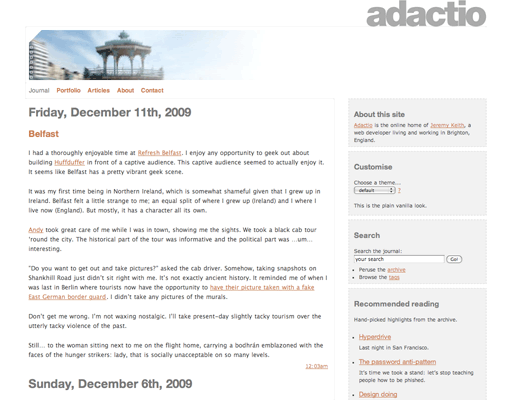 adactio
Journal Portfolio Articles About Contact
Friday, December 11th, 2009
Belfast
I had a thoroughly enjoyable time at Refresh Belfast. I enjoy any opportunity to geek out about
building Huffduffer in front of a captive audience. This captive audience seemed to actually enjoy it.
It seems like Belfast has a pretty vibrant geek scene.
It was my first time being in Northern Ireland, which is somewhat shameful given that I grew up in
Ireland. Belfast felt a little strange to me; an equal split of where I grew up (Ireland) and where I
live now (England). But mostly, it has a character all its own.
Andy took great care of me while I was in town, showing me the sights. We took a black cab tour
'round the city. The historical part of the tour was informative and the political part was …um…
interesting.
"Do you want to get out and take pictures?" asked the cab driver. Somehow, taking snapshots on
Shankhill Road just didn't sit right with me. It's not exactly ancient history. It reminded me of when I
was last in Berlin where tourists now have the opportunity to have their picture taken with a fake
East German border guard. I didn't take any pictures of the murals.
Don't get me wrong. I'm not waxing nostalgic. I'll take present-day slightly tacky tourism over the
utterly tacky violence of the past.
Still… to the woman sitting next to me on the flight home, carrying a bodhrán emblazoned with the
faces of the hunger strikers: lady, that is socially unacceptable on so many levels.
12:03am
Sunday, December 6th, 2009
About this site
Adactio is the online home of Jeremy Keith, a
web developer living and working in Brighton,
England.
Customise
Choose a theme…
default ?
This is the plain vanilla look.
Search
Search the journal:
your search Go!
Peruse the archive
Browse the tags
Recommended reading
Hand-picked highlights from the archive.
Hyperdrive
Last night in San Francisco.
The password anti-pattern
It's time we took a stand: let's stop teaching
people how to be phished.
Design doing